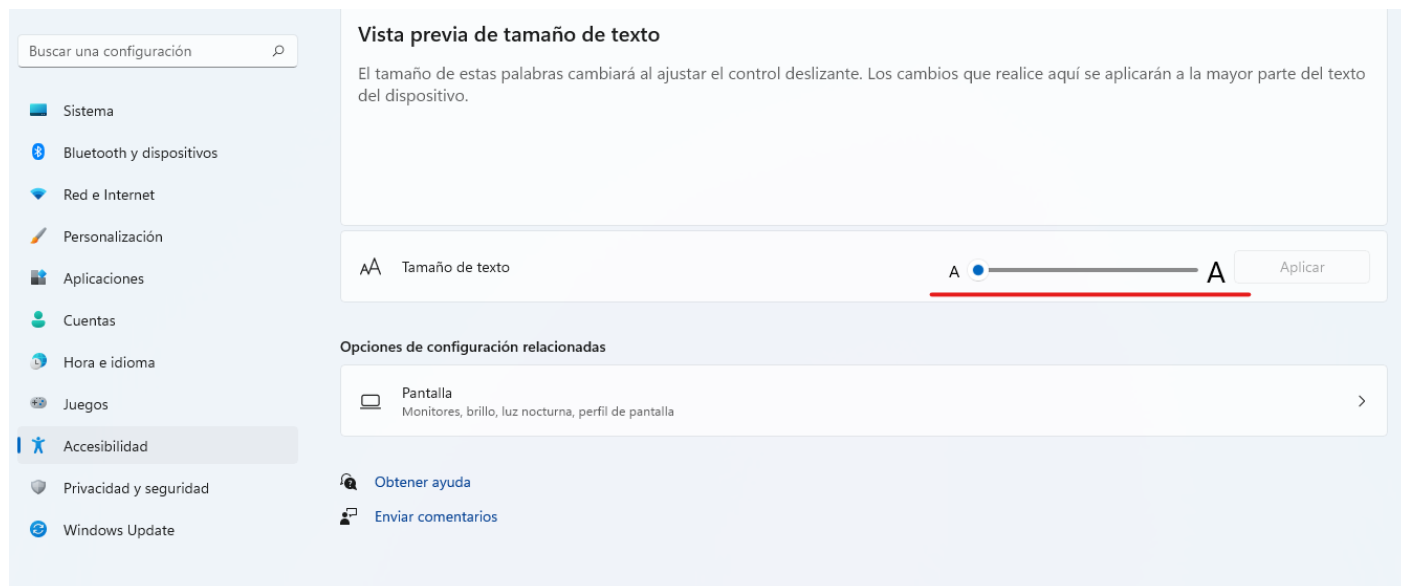 Buscar una configuración
Sistema
Bluetooth y dispositivos
Red e Internet
Personalización
Aplicaciones
Cuentas
Hora e idioma
Juegos
Accesibilidad
Privacidad y seguridad
Windows Update
Vista previa de tamaño de texto
El tamaño de estas palabras cambiará al ajustar el control deslizante. Los cambios que realice aquí se aplicarán a la mayor parte del texto
del dispositivo.
AA Tamaño de texto A A Aplicar
Opciones de configuración relacionadas
Pantalla
Monitores, brillo, luz nocturna, perfil de pantalla
Obtener ayuda
Enviar comentarios